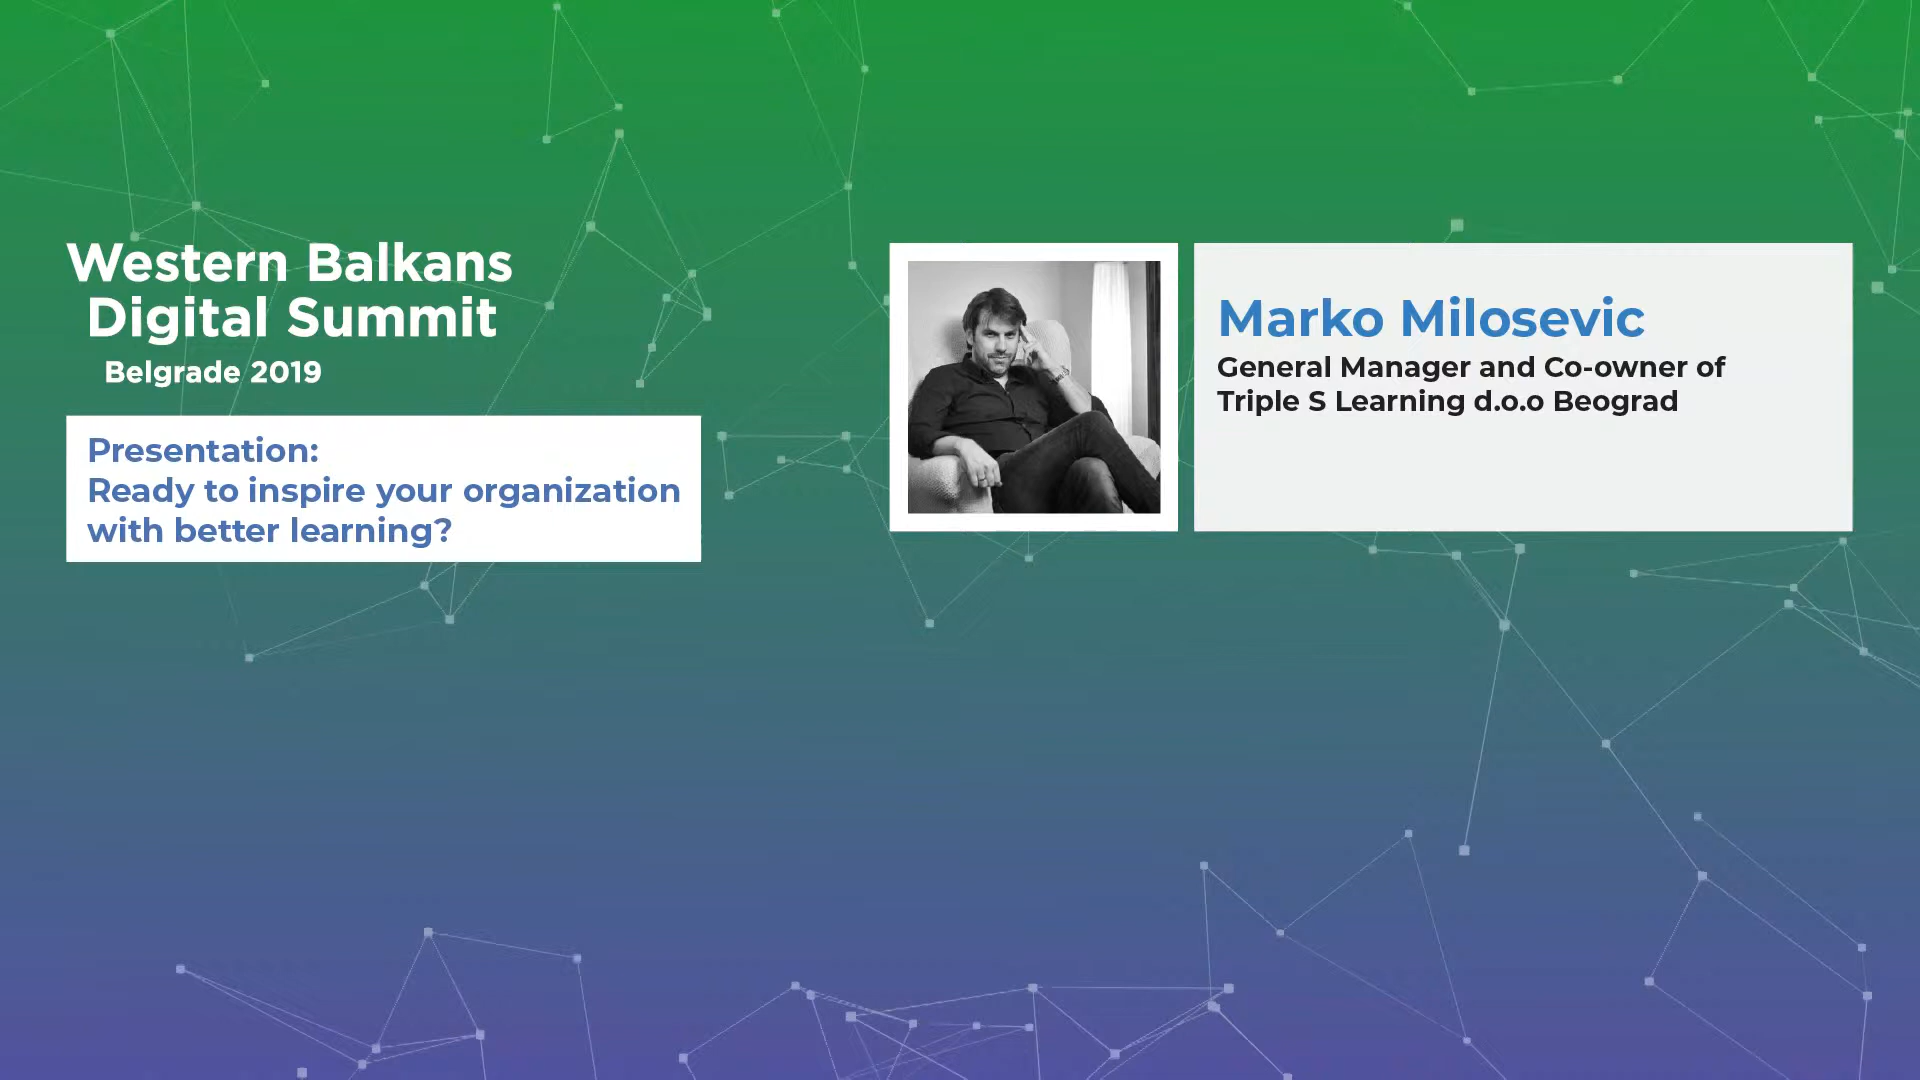 Western Balkans
Digital Summit
Belgrade 2019
Presentation:
Ready to inspire your organization
with better learning?
Marko Milosevic
General Manager and Co-owner of
Triple S Learning d.o.o Beograd